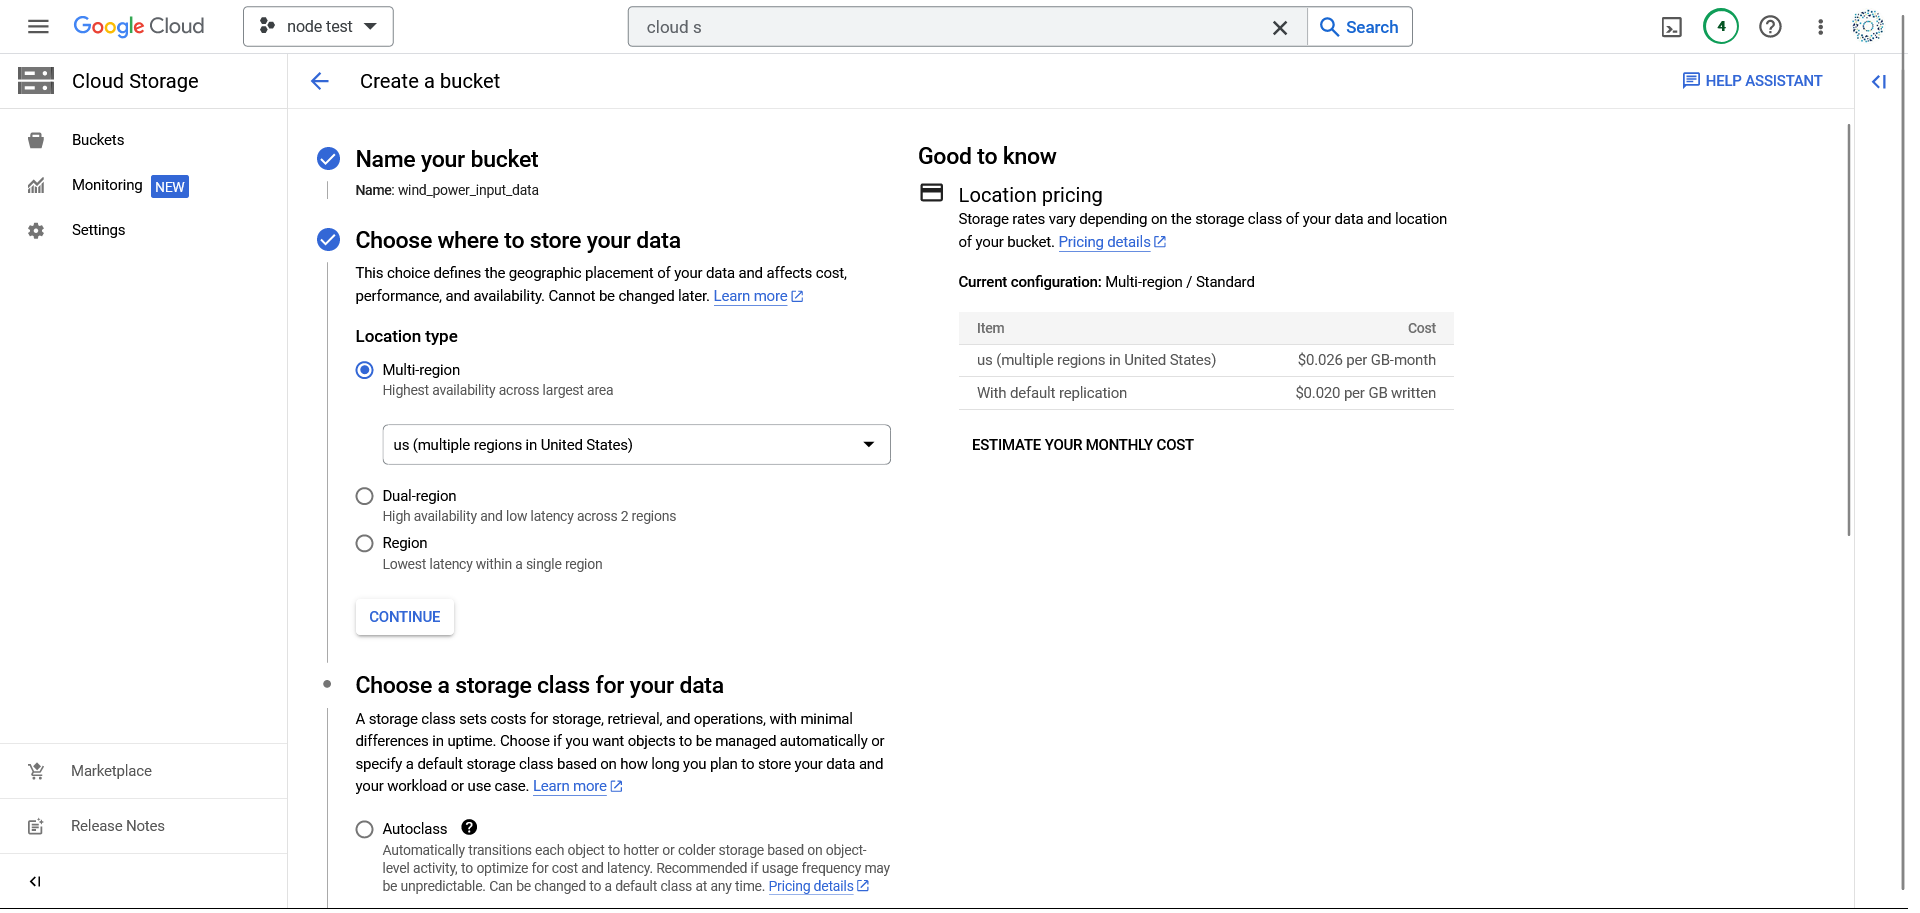 Google Cloud
node test
cloud s
Search
4
Cloud Storage
Create a bucket
HELP ASSISTANT
Buckets
Monitoring NEW
Settings
Marketplace
Release Notes
Name your bucket
Name: wind_power_input_data
Choose where to store your data
This choice defines the geographic placement of your data and affects cost,
performance, and availability. Cannot be changed later. Learn more
Location type
Multi-region
Highest availability across largest area
us (multiple regions in United States)
Dual-region
High availability and low latency across 2 regions
Region
Lowest latency within a single region
CONTINUE
Choose a storage class for your data
A storage class sets costs for storage, retrieval, and operations, with minimal
differences in uptime. Choose if you want objects to be managed automatically or
specify a default storage class based on how long you plan to store your data and
your workload or use case. Learn more
Autoclass
Automatically transitions each object to hotter or colder storage based on object-
level activity, to optimize for cost and latency. Recommended if usage frequency may
be unpredictable. Can be changed to a default class at any time. Pricing details
Good to know
Location pricing
Storage rates vary depending on the storage class of your data and location
of your bucket. Pricing details
Current configuration: Multi-region / Standard
Item Cost
us (multiple regions in United States) $0.026 per GB-month
With default replication $0.020 per GB written
ESTIMATE YOUR MONTHLY COST